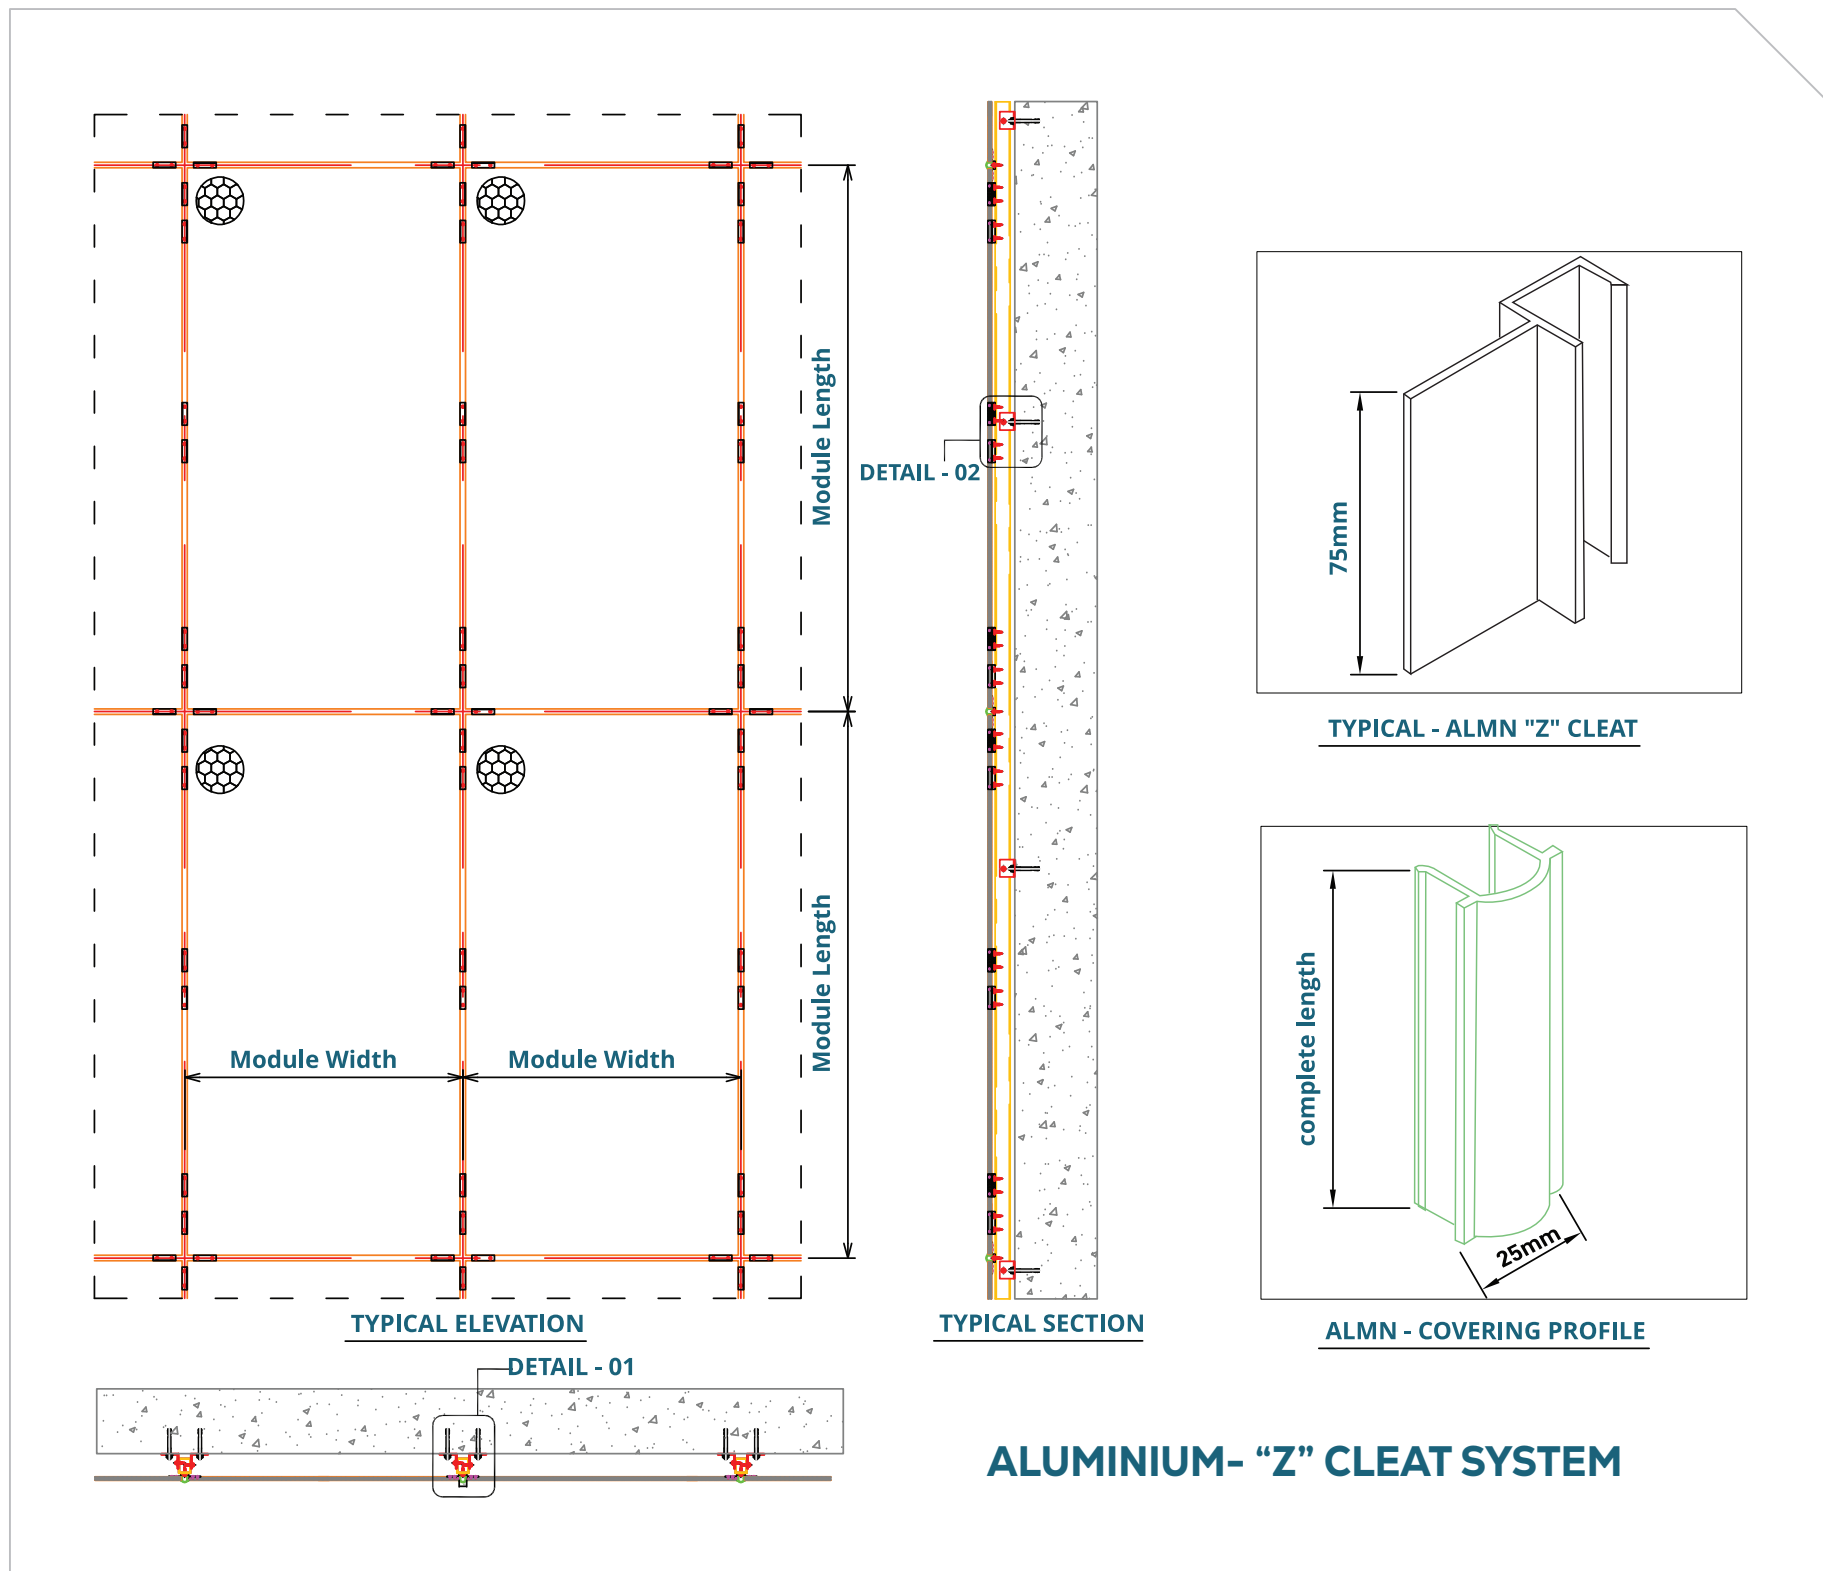 Module Length
DETAIL - 02
75mm
TYPICAL - ALMN "Z" CLEAT
Module Length
Module Width
Module Width
complete length
25mm
TYPICAL ELEVATION
TYPICAL SECTION
ALMN - COVERING PROFILE
DETAIL - 01
ALUMINIUM- “Z” CLEAT SYSTEM